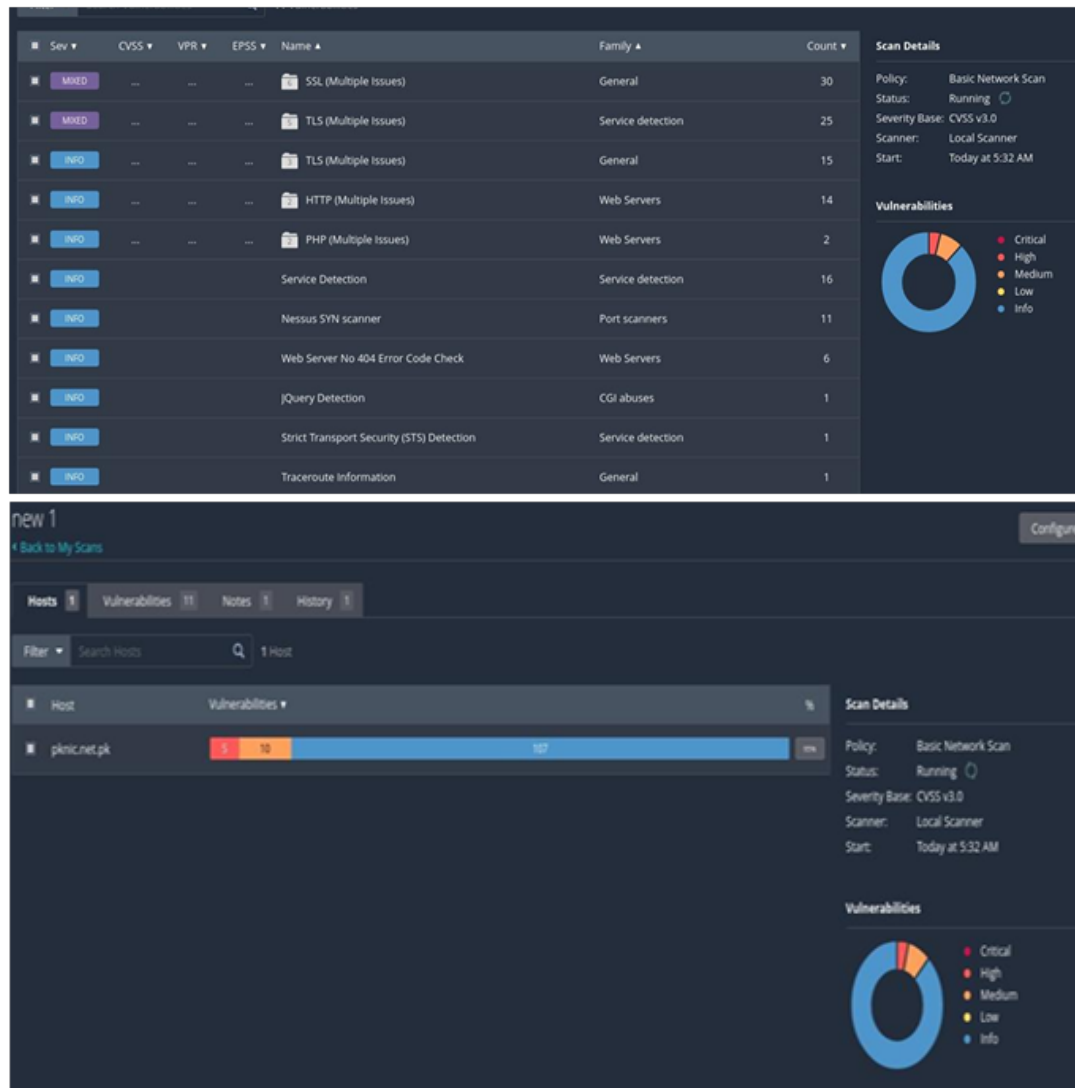 Sev CVSS VPR EPSS Name Family Count
MIXED ... ... ... 6 SSL (Multiple Issues) General 30
MIXED ... ... ... 5 TLS (Multiple Issues) Service detection 25
INFO ... ... ... 3 TLS (Multiple Issues) General 15
INFO ... ... ... 2 HTTP (Multiple Issues) Web Servers 14
INFO ... ... ... 2 PHP (Multiple Issues) Web Servers 2
INFO Service Detection Service detection 16
INFO Nessus SYN scanner Port scanners 11
INFO Web Server No 404 Error Code Check Web Servers 6
INFO JQuery Detection CGI abuses 1
INFO Strict Transport Security (STS) Detection Service detection 1
INFO Traceroute Information General 1
Scan Details
Policy: Basic Network Scan
Status: Running
Severity Base: CVSS v3.0
Scanner: Local Scanner
Start: Today at 5:32 AM
Vulnerabilities
Critical
High
Medium
Low
Info
new 1
Configure
Back to My Scans
Hosts 1 Vulnerabilities 11 Notes 1 History 1
Filter Search Hosts 1 Host
Host Vulnerabilities %
pknic.net.pk 5 10 107
Scan Details
Policy: Basic Network Scan
Status: Running
Severity Base: CVSS v3.0
Scanner: Local Scanner
Start: Today at 5:32 AM
Vulnerabilities
Critical
High
Medium
Low
Info